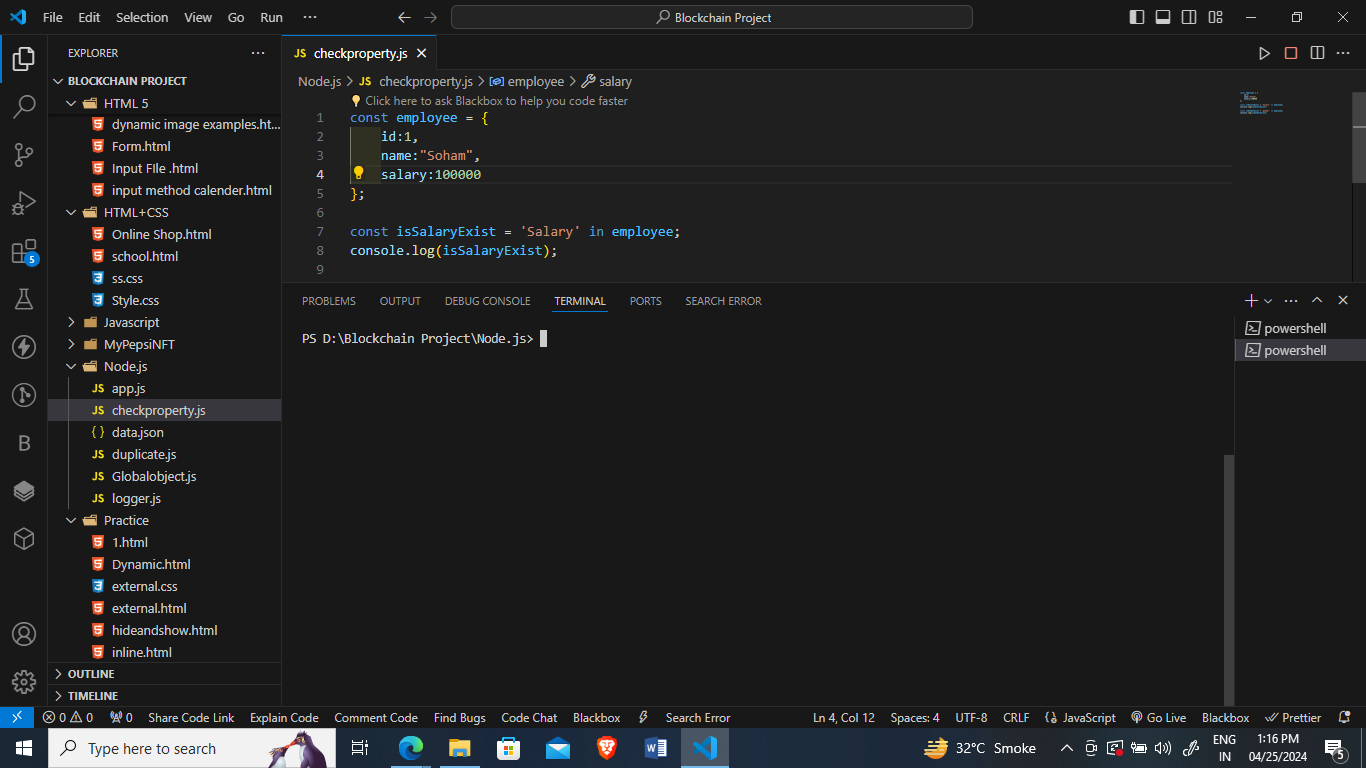 File Edit Selection View Go Run ··· Blockchain Project
EXPLORER ···
BLOCKCHAIN PROJECT
HTML 5
dynamic image examples.ht...
Form.html
Input FIle .html
input method calender.html
HTML+CSS
Online Shop.html
school.html
ss.css
Style.css
Javascript
MyPepsiNFT
Node.js
JS app.js
JS checkproperty.js
{ } data.json
JS duplicate.js
JS Globalobject.js
JS logger.js
Practice
1.html
Dynamic.html
external.css
external.html
hideandshow.html
inline.html
OUTLINE
TIMELINE
5
B
JS checkproperty.js
Node.js > JS checkproperty.js > employee > salary
Click here to ask Blackbox to help you code faster
1 const employee = {
2 id:1,
3 name:"Soham",
4 salary:100000
5 };
6
7 const isSalaryExist = 'Salary' in employee;
8 console.log(isSalaryExist);
9
PROBLEMS OUTPUT DEBUG CONSOLE TERMINAL PORTS SEARCH ERROR
PS D:\Blockchain Project\Node.js>
powershell
powershell
0 0 0 Share Code Link Explain Code Comment Code Find Bugs Code Chat Blackbox Search Error Ln 4, Col 12 Spaces: 4 UTF-8 CRLF JavaScript Go Live Blackbox Prettier
Type here to search
32°C Smoke
ENG
IN
1:16 PM
04/25/2024
5